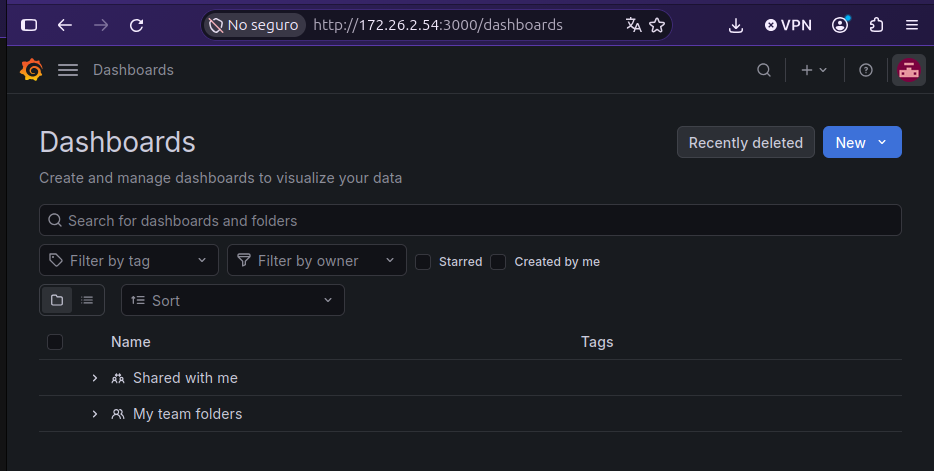 No seguro http://172.26.2.54:3000/dashboards VPN
Dashboards
Dashboards
Recently deleted New
Create and manage dashboards to visualize your data
Search for dashboards and folders
Filter by tag Filter by owner Starred Created by me
Sort
Name Tags
Shared with me
My team folders